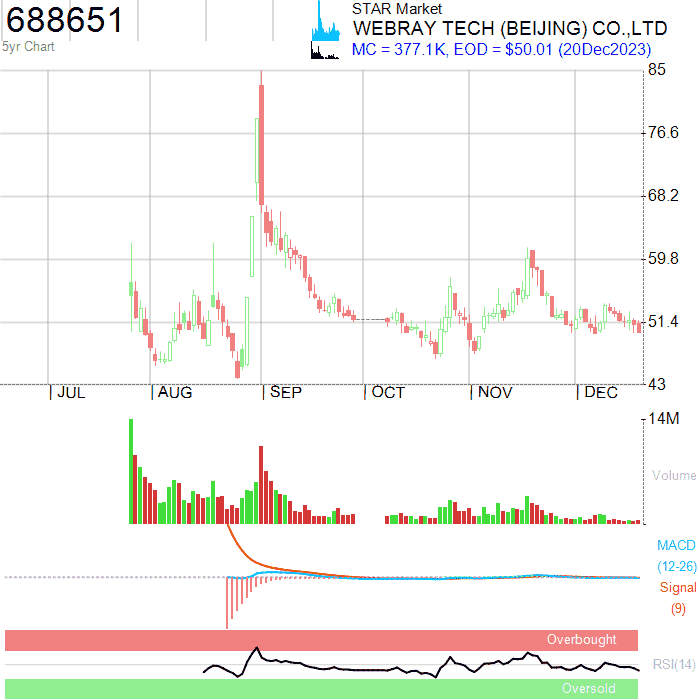 688651
5yr Chart
STAR Market
WEBRAY TECH (BEIJING) CO.,LTD
MC = 377.1K, EOD = $50.01 (20Dec2023)
85
76.6
68.2
59.8
51.4
43
JUL AUG SEP OCT NOV DEC
14M
Volume
MACD
(12-26)
Signal
(9)
Overbought
RSI(14)
Oversold